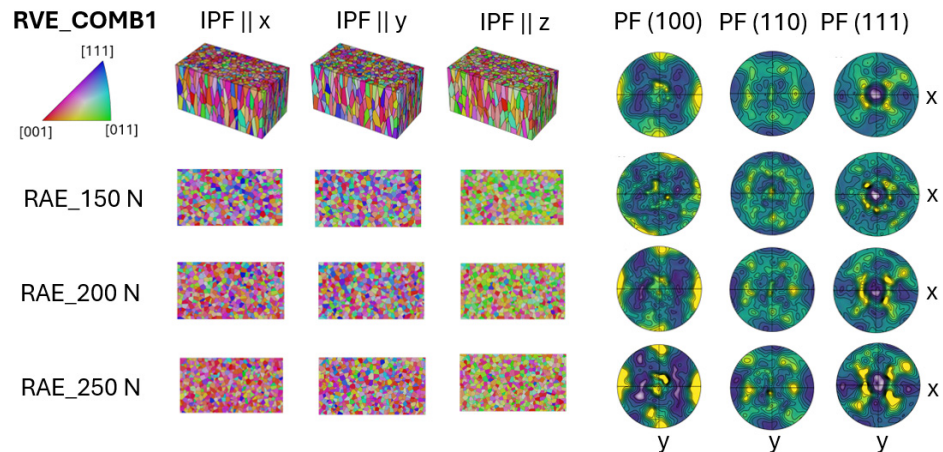 RVE_COMB1 IPF || x IPF || y IPF || z PF (100) PF (110) PF (111)
[111]
[001] [011]
x
RAE_150 N
x
RAE_200 N
x
RAE_250 N
x
y y y